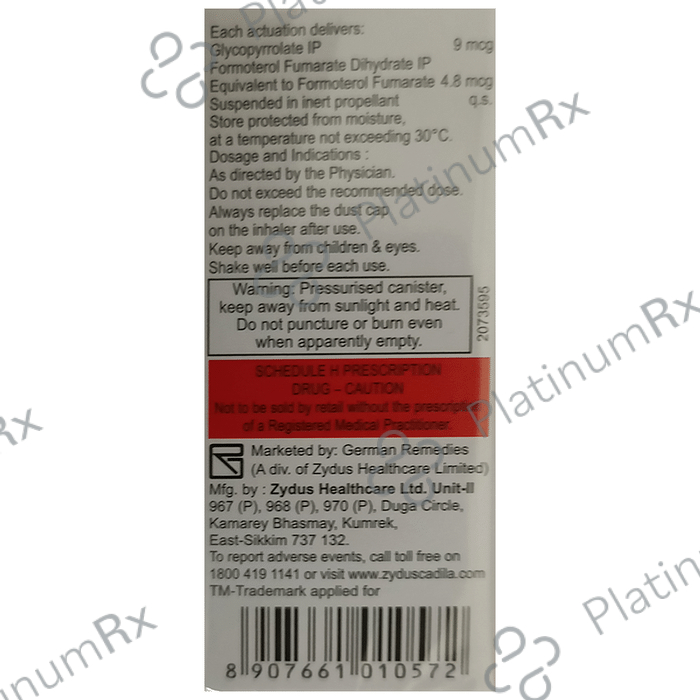 Each actuation delivers:
Glycopyrrolate IP 9 mcg
Formoterol Fumarate Dihydrate IP
Equivalent to Formoterol Fumarate 4.8 mcg
Suspended in inert propellant q.s.
Store protected from moisture,
at a temperature not exceeding 30°C.
Dosage and Indications :
As directed by the Physician.
Do not exceed the recommended dose.
Always replace the dust cap
on the inhaler after use.
Keep away from children & eyes.
Shake well before each use.
Warning: Pressurised canister,
keep away from sunlight and heat.
Do not puncture or burn even
when apparently empty.
2073595
SCHEDULE H PRESCRIPTION
DRUG – CAUTION
Not to be sold by retail without the prescription
of a Registered Medical Practitioner.
Marketed by: German Remedies
(A div. of Zydus Healthcare Limited)
Mfg. by : Zydus Healthcare Ltd. Unit-II
967 (P), 968 (P), 970 (P), Duga Circle,
Kamarey Bhasmay, Kumrek,
East-Sikkim 737 132.
To report adverse events, call toll free on
1800 419 1141 or visit www.zyduscadila.com
TM-Trademark applied for
8 907661 010572
PlatinumRx
PlatinumRx
PlatinumRx
PlatinumRx
Rx